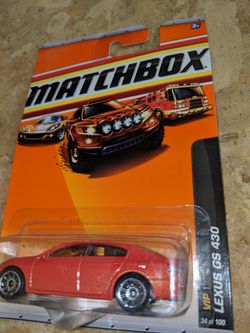 MATCHBOX
VIP
LEXUS GS 430
34 of 100